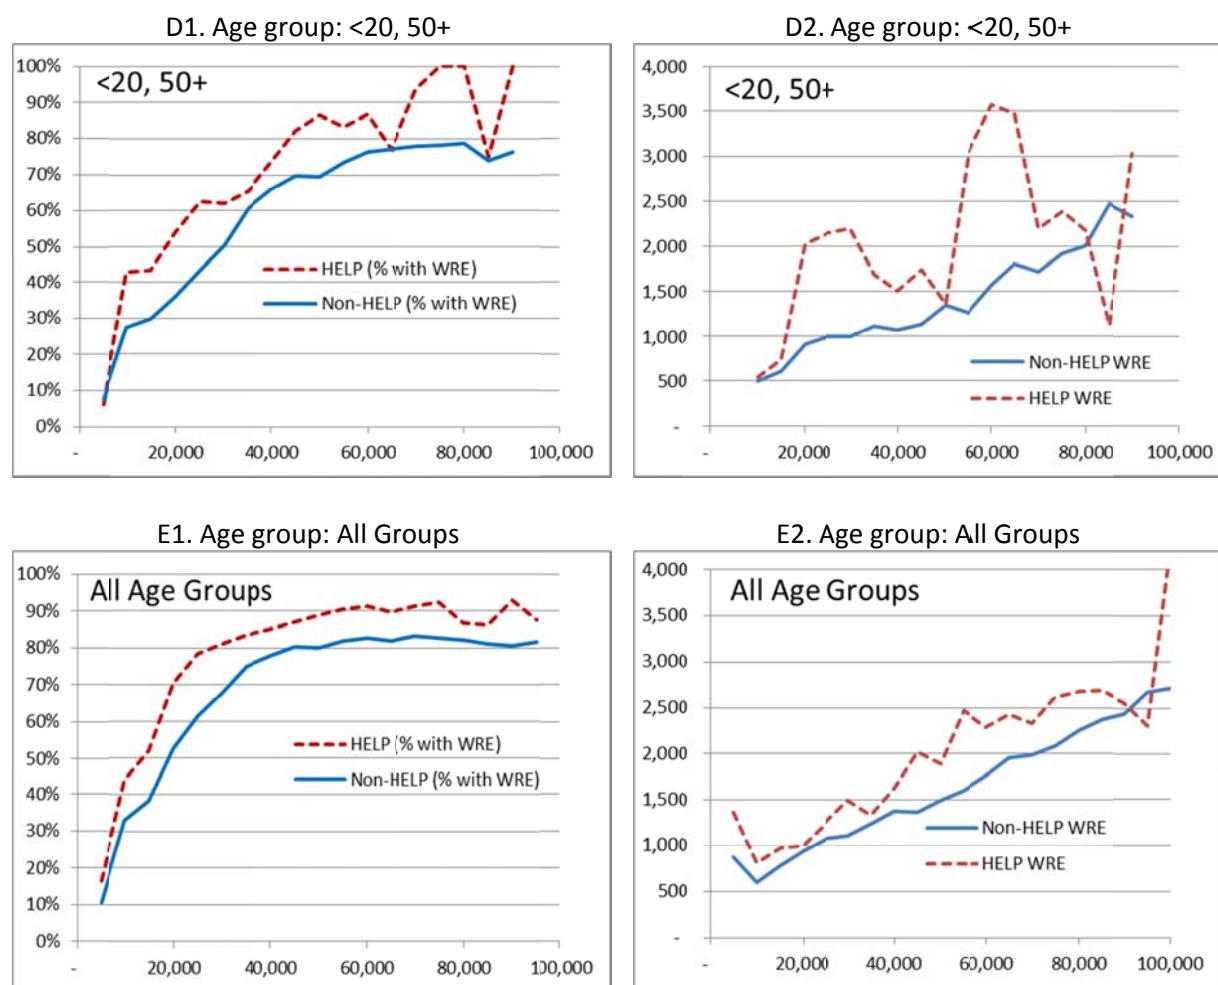 D1. Age group: <20, 50+
<20, 50+
100%
90%
80%
70%
60%
50%
40%
30%
20%
10%
0%
HELP (% with WRE)
Non-HELP (% with WRE)
- 20,000 40,000 60,000 80,000 100,000
D2. Age group: <20, 50+
<20, 50+
4,000
3,500
3,000
2,500
2,000
1,500
1,000
500
-
Non-HELP WRE
HELP WRE
- 20,000 40,000 60,000 80,000 100,000
E1. Age group: All Groups
All Age Groups
100%
90%
80%
70%
60%
50%
40%
30%
20%
10%
0%
HELP (% with WRE)
Non-HELP (% with WRE)
- 20,000 40,000 60,000 80,000 100,000
E2. Age group: All Groups
All Age Groups
4,000
3,500
3,000
2,500
2,000
1,500
1,000
500
-
Non-HELP WRE
HELP WRE
- 20,000 40,000 60,000 80,000 100,000